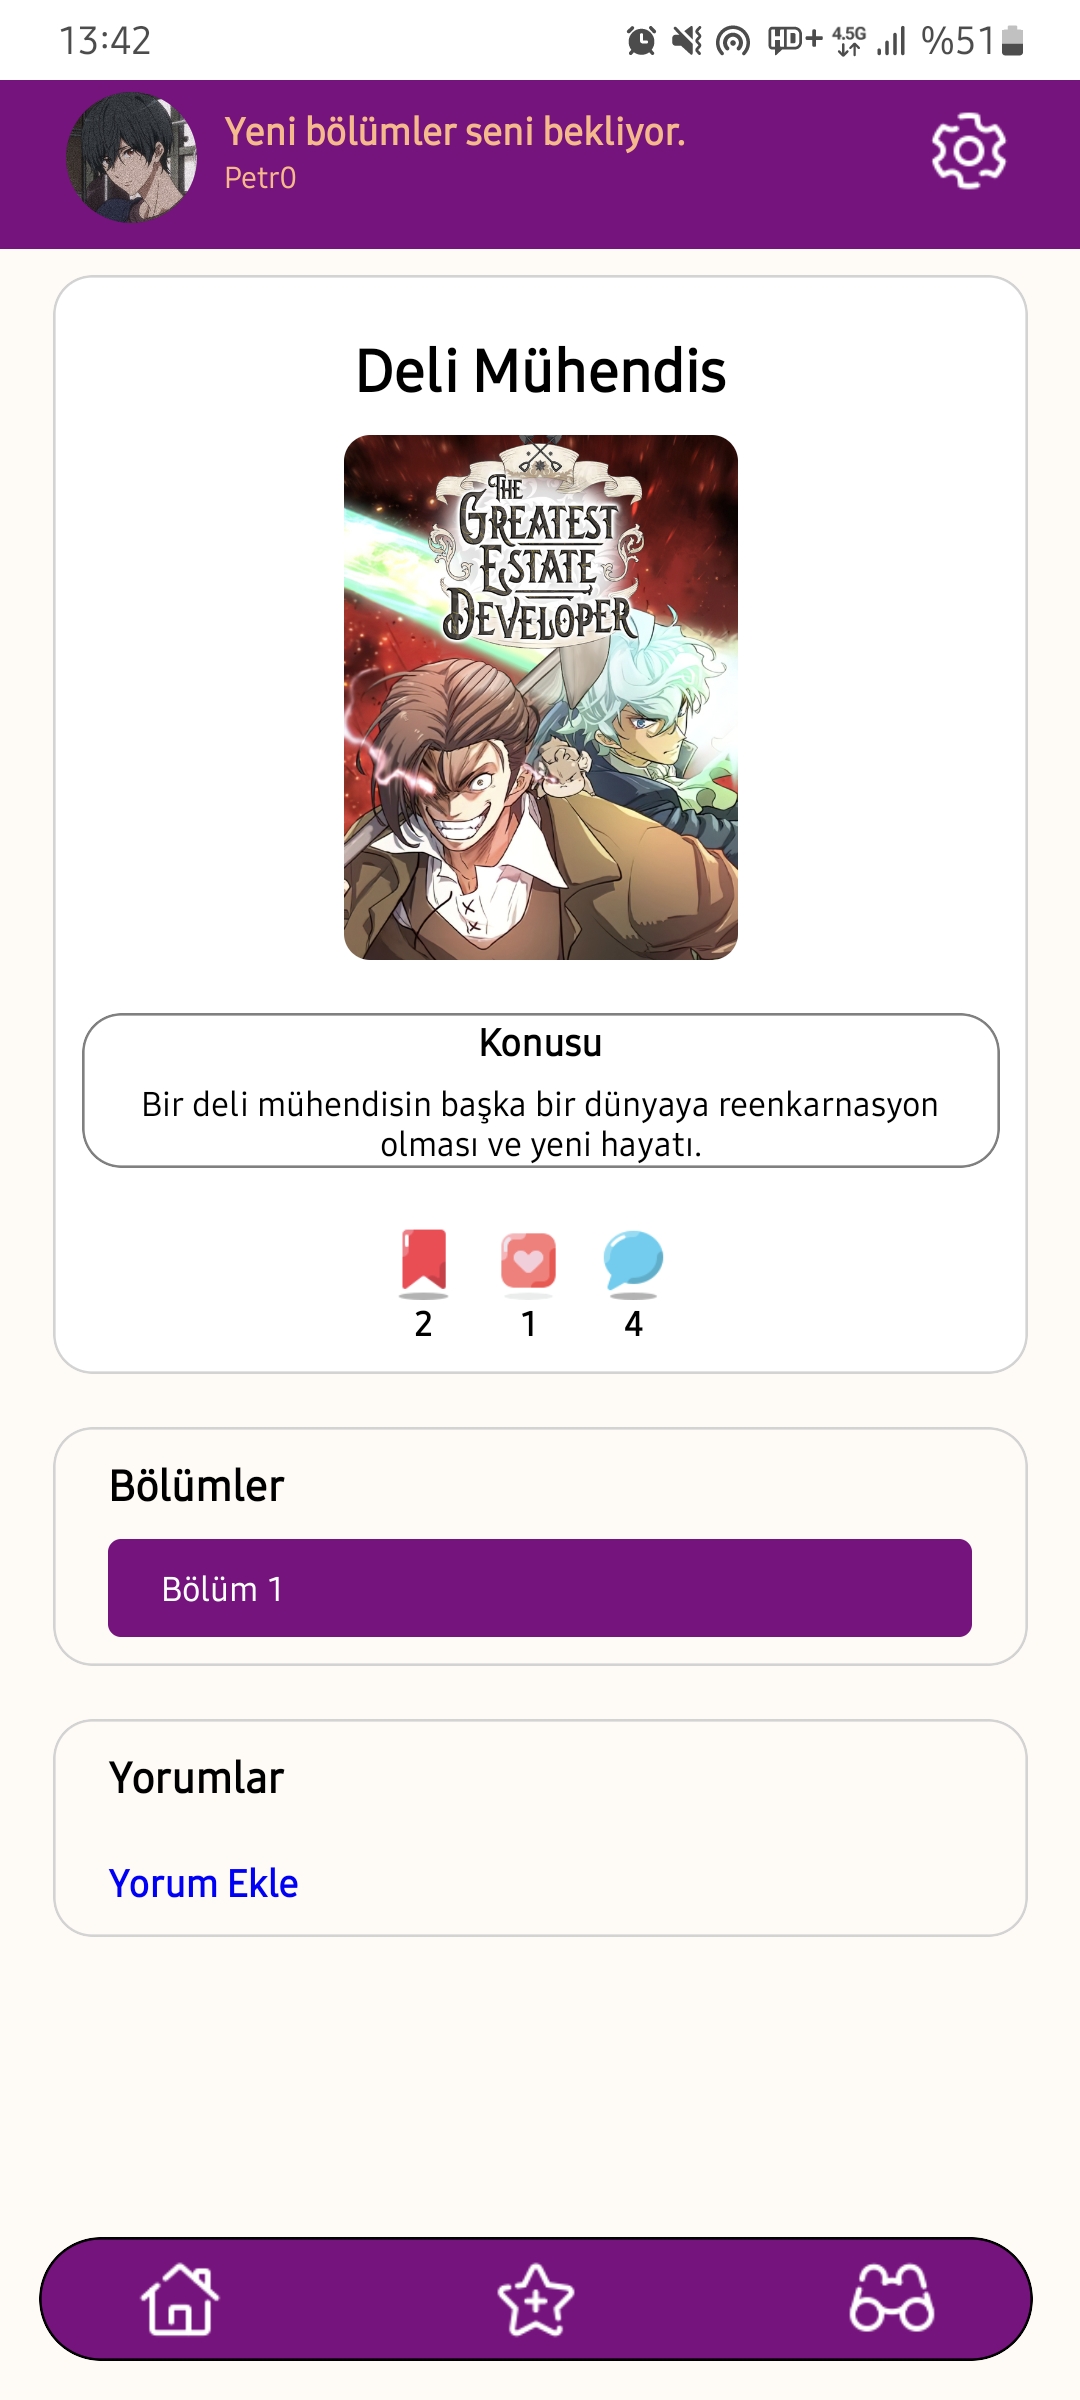 13:42
HD+ 4.5G %51
Yeni bölümler seni bekliyor.
Petr0
Deli Mühendis
THE
GREATEST
ESTATE
DEVELOPER
Konusu
Bir deli mühendisin başka bir dünyaya reenkarnasyon
olması ve yeni hayatı.
2 1 4
Bölümler
Bölüm 1
Yorumlar
Yorum Ekle